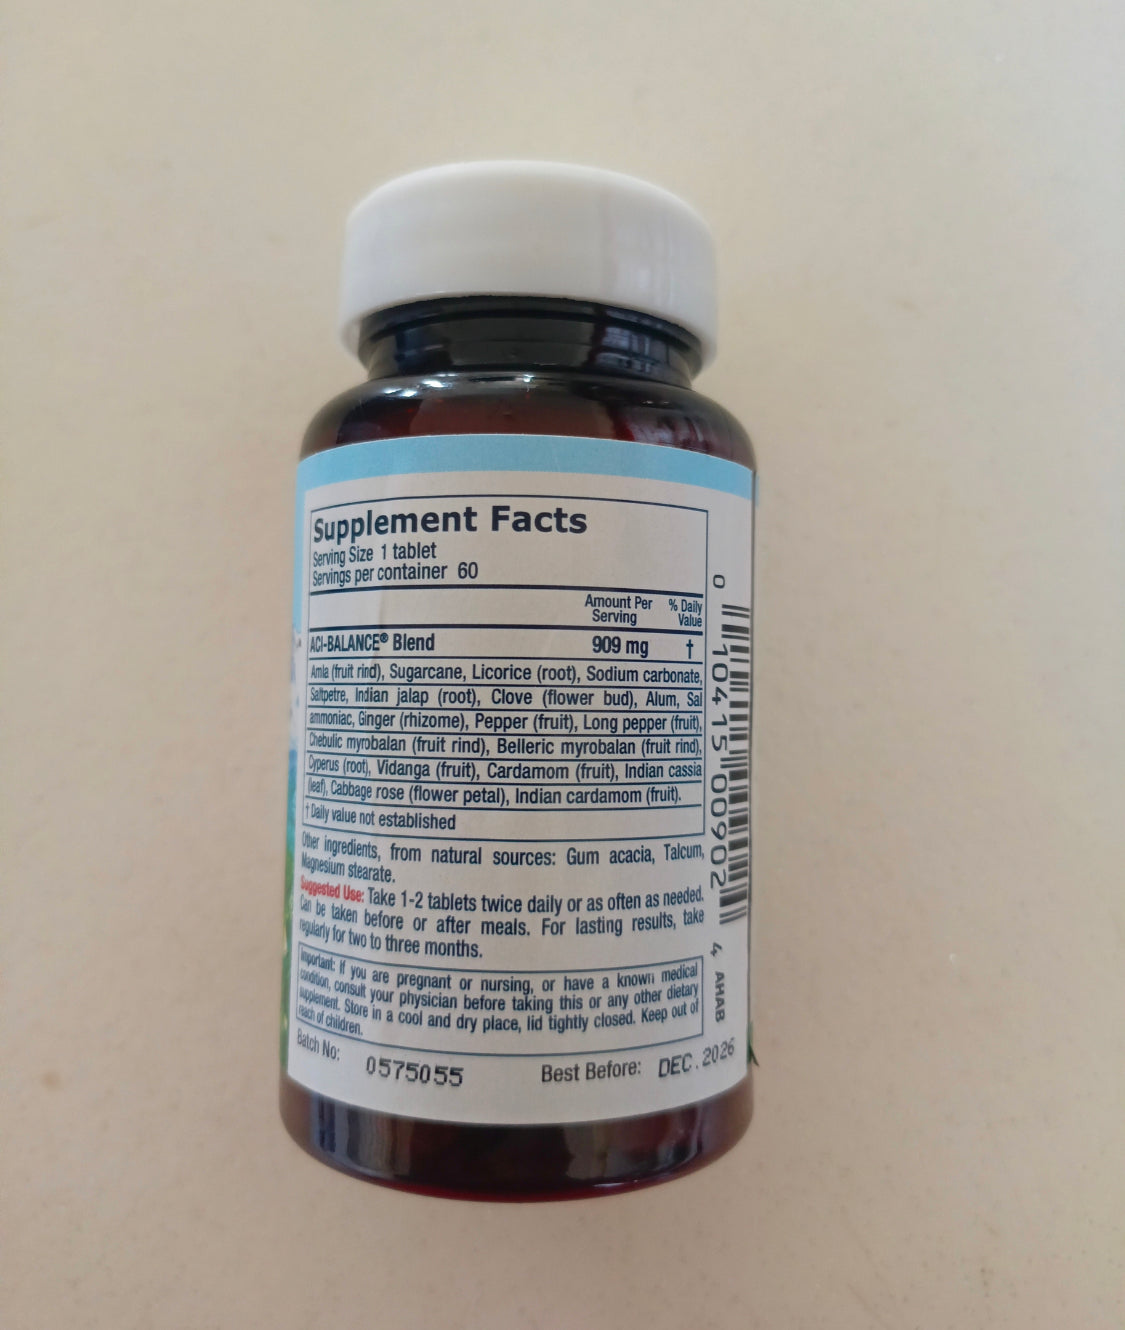 Supplement Facts
Serving Size 1 tablet
Servings per container 60
Amount Per Serving
% Daily Value
ACI-BALANCE® Blend 909 mg †
Amla (fruit rind), Sugarcane, Licorice (root), Sodium carbonate,
Saltpetre, Indian jalap (root), Clove (flower bud), Alum, Sal
ammoniac, Ginger (rhizome), Pepper (fruit), Long pepper (fruit),
Chebulic myrobalan (fruit rind), Belleric myrobalan (fruit rind),
Cyperus (root), Vidanga (fruit), Cardamom (fruit), Indian cassia
(leaf), Cabbage rose (flower petal), Indian cardamom (fruit).
† Daily value not established
Other ingredients, from natural sources: Gum acacia, Talcum,
Magnesium stearate.
Suggested Use: Take 1-2 tablets twice daily or as often as needed.
Can be taken before or after meals. For lasting results, take
regularly for two to three months.
Important: If you are pregnant or nursing, or have a known medical
condition, consult your physician before taking this or any other dietary
supplement. Store in a cool and dry place, lid tightly closed. Keep out of
reach of children.
Batch No: 0575055 Best Before: DEC.2026
0 10415 00902 4 AHAB